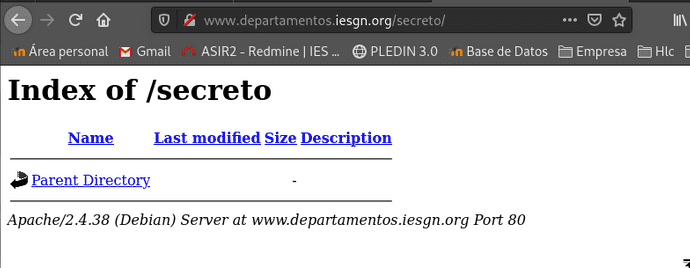 www.departamentos.iesgn.org/secreto/
Área personal Gmail ASIR2 - Redmine | IES ... PLEDIN 3.0 Base de Datos Empresa Hlc
Index of /secreto
Name Last modified Size Description
Parent Directory -
Apache/2.4.38 (Debian) Server at www.departamentos.iesgn.org Port 80